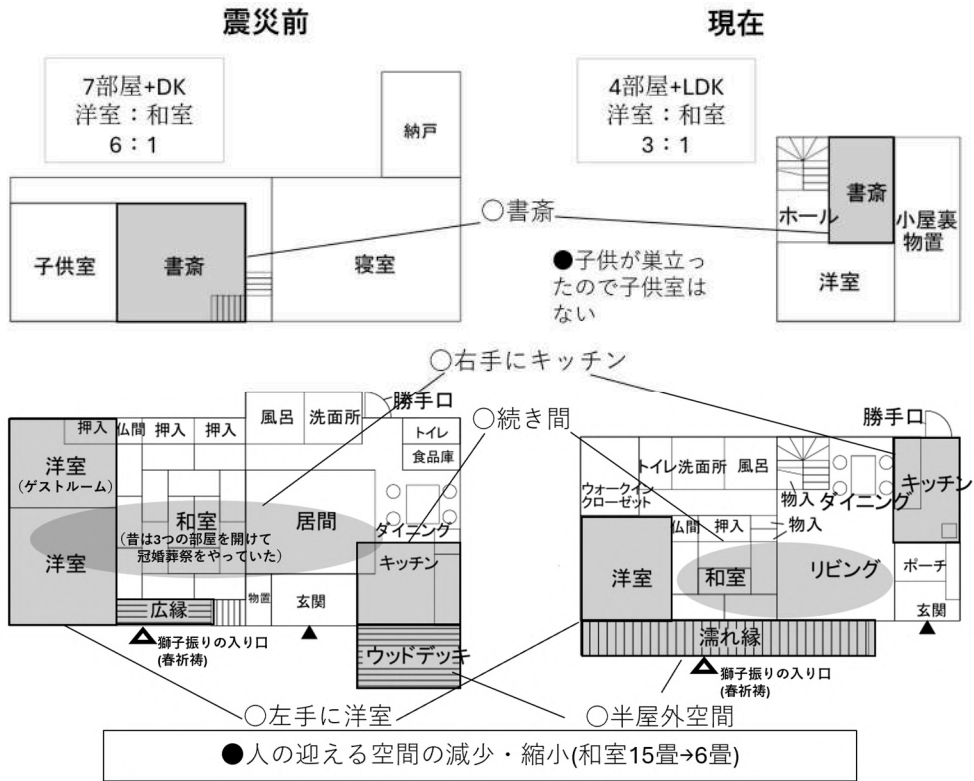 震災前
現在
7部屋+DK
洋室：和室
6：1
4部屋+LDK
洋室：和室
3：1
納戸
子供室
書斎
寝室
○書斎
●子供が巣立っ
たので子供室は
ない
書斎
ホール
小屋裏
物置
洋室
○右手にキッチン
○続き間
勝手口
押入
仏間
押入
押入
風呂
洗面所
トイレ
食品庫
洋室
（ゲストルーム）
和室
（昔は3つの部屋を開けて
冠婚葬祭をやっていた）
居間
ダイニング
キッチン
洋室
広縁
物置
玄関
ウッドデッキ
獅子振りの入り口
(春祈祷)
勝手口
トイレ
洗面所
風呂
ウォークイン
クローゼット
物入
ダイニング
キッチン
仏間
押入
物入
洋室
和室
リビング
ポーチ
玄関
濡れ縁
獅子振りの入り口
(春祈祷)
○左手に洋室
○半屋外空間
●人の迎える空間の減少・縮小(和室15畳→6畳)